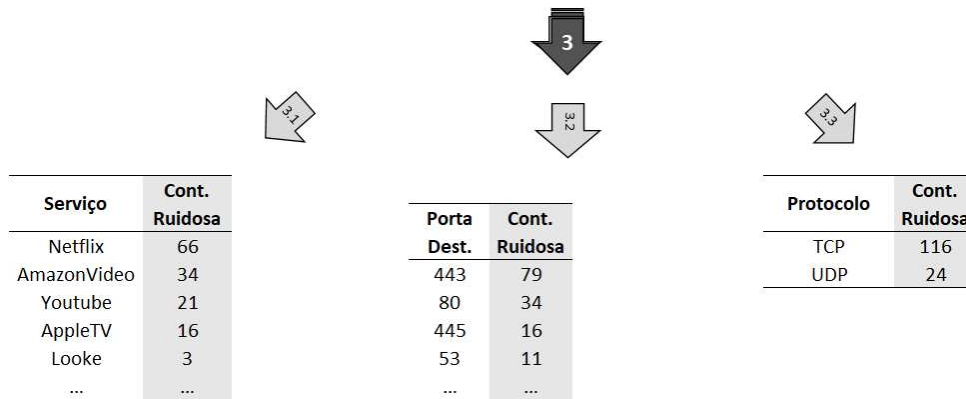 3
3.1
3.2
3.3
Serviço Cont. Ruidosa
Netflix 66
AmazonVideo 34
Youtube 21
AppleTV 16
Looke 3
... ...
Porta Dest. Cont. Ruidosa
443 79
80 34
445 16
53 11
... ...
Protocolo Cont. Ruidosa
TCP 116
UDP 24